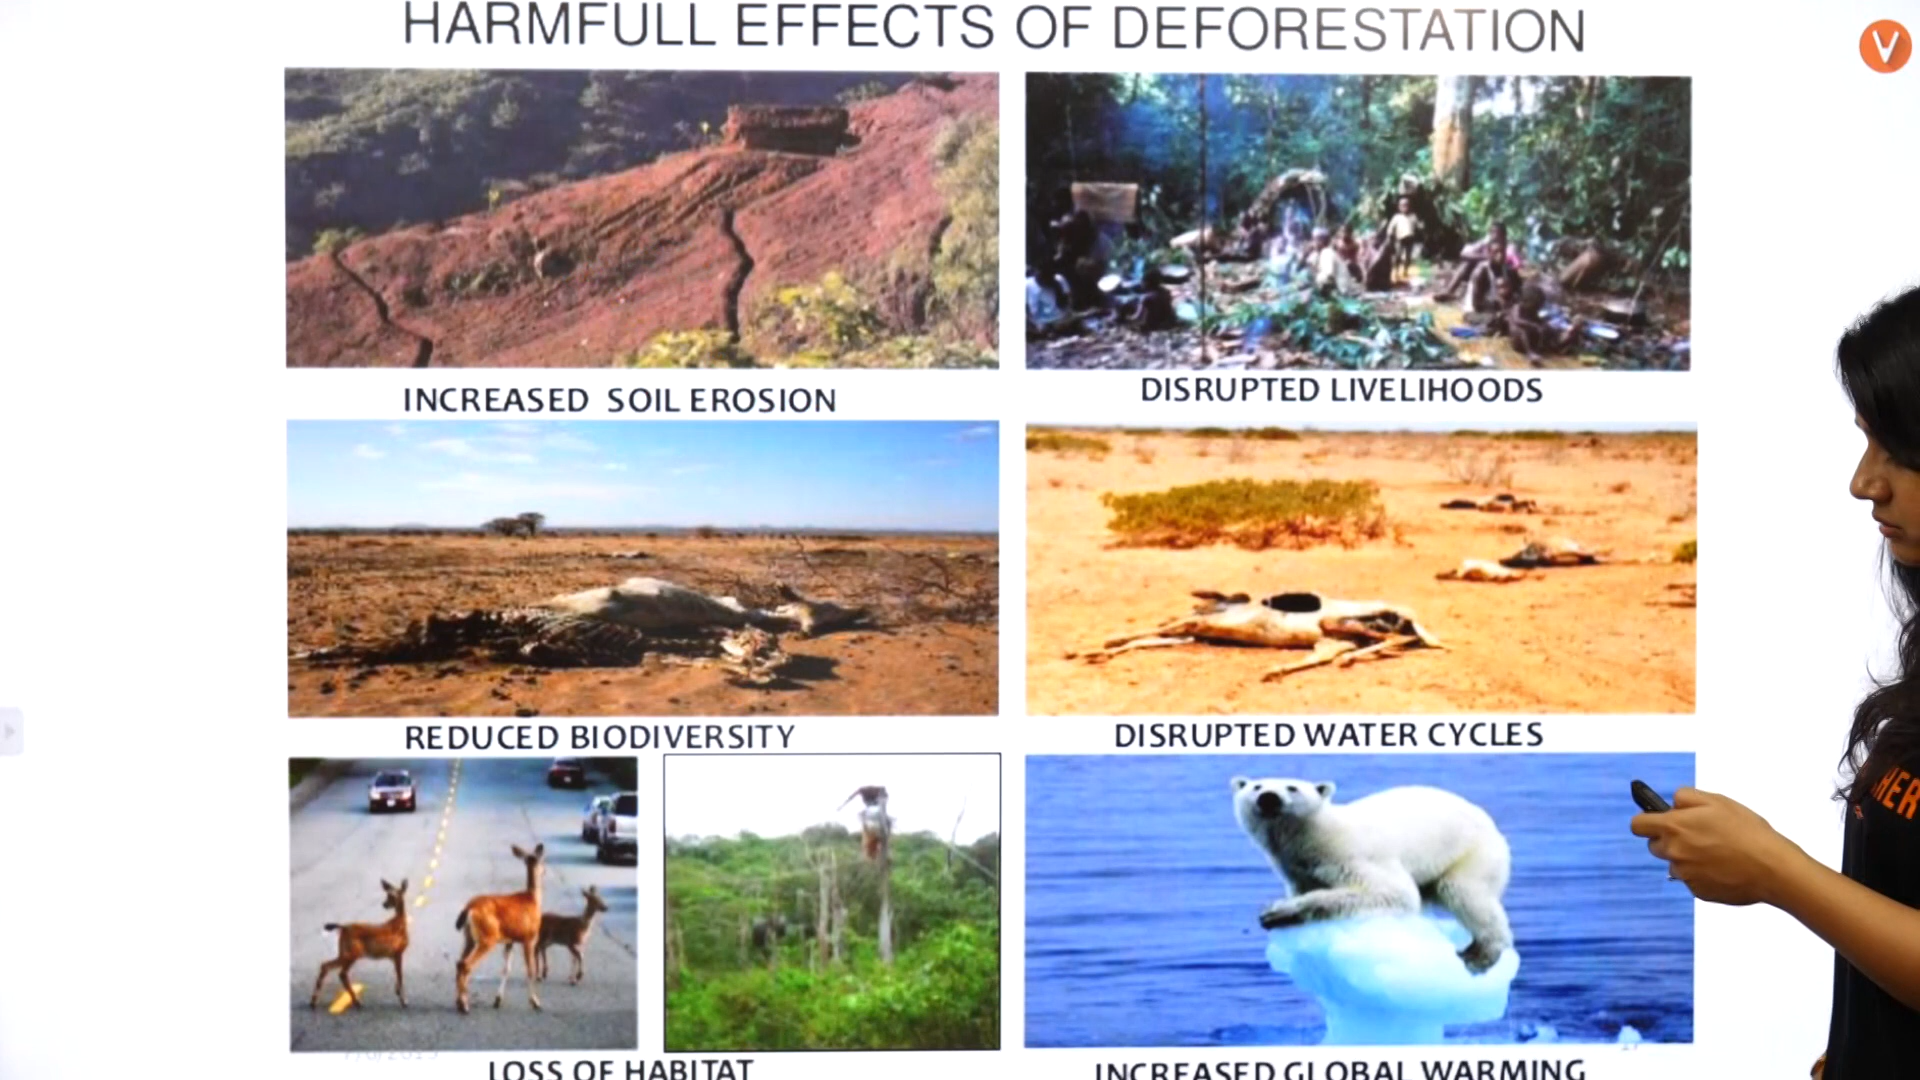 HARMFULL EFFECTS OF DEFORESTATION
V
INCREASED SOIL EROSION
DISRUPTED LIVELIHOODS
REDUCED BIODIVERSITY
DISRUPTED WATER CYCLES
HER
LOSS OF HABITAT
INCREASED GLOBAL WARMING